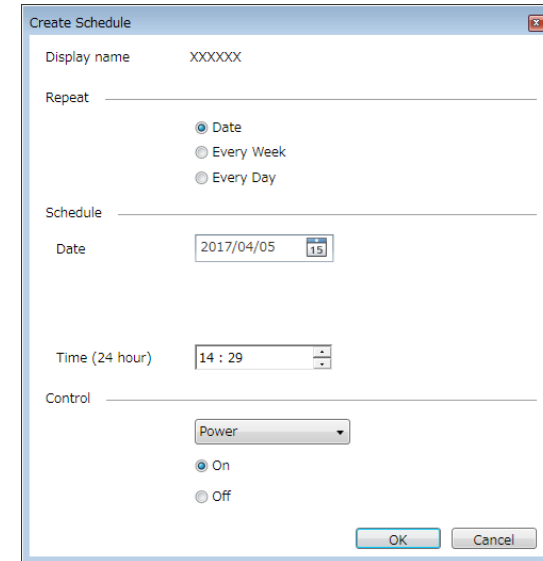 Create Schedule
Display name XXXXXX
Repeat
Date
Every Week
Every Day
Schedule
Date 2017/04/05 15
Time (24 hour) 14 : 29
Control
Power
On
Off
OK Cancel